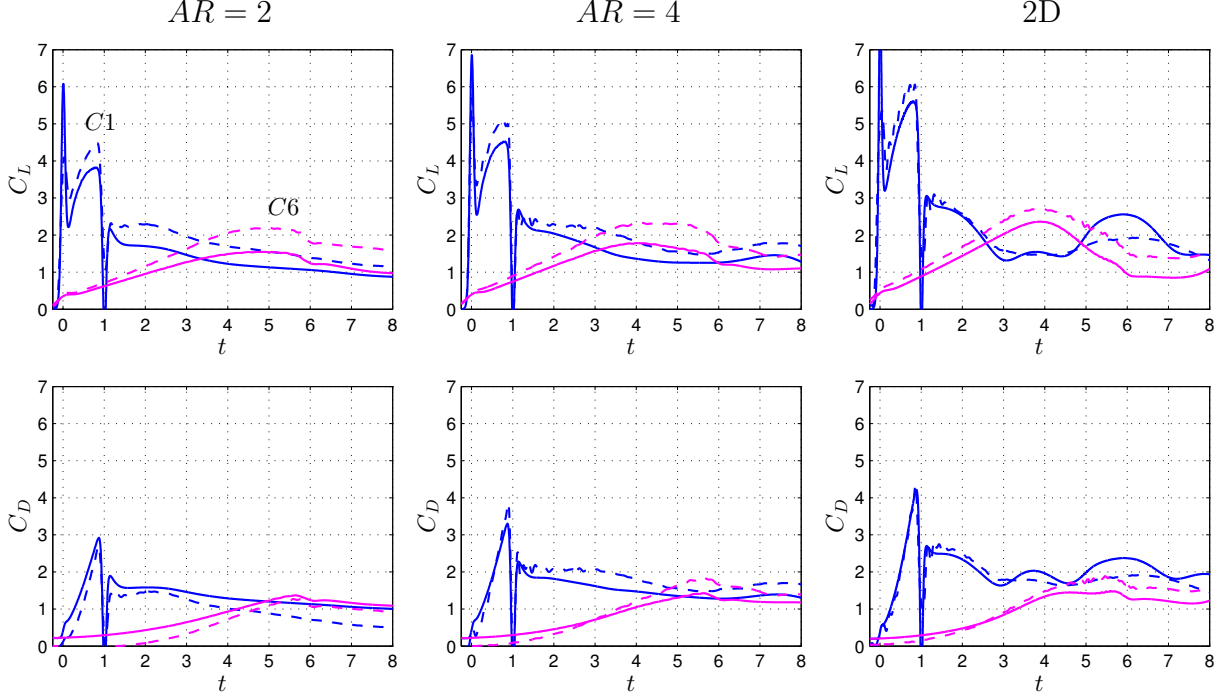 AR = 2 AR = 4 2D
7 7 7
6 6 6
5 C1 5 5
C_L 4 C_L 4 C_L 4
3 3 3
2 C6 2 2
1 1 1
0 0 0
0 1 2 3 4 5 6 7 8 0 1 2 3 4 5 6 7 8 0 1 2 3 4 5 6 7 8
t t t
7 7 7
6 6 6
5 5 5
C_D 4 C_D 4 C_D 4
3 3 3
2 2 2
1 1 1
0 0 0
0 1 2 3 4 5 6 7 8 0 1 2 3 4 5 6 7 8 0 1 2 3 4 5 6 7 8
t t t